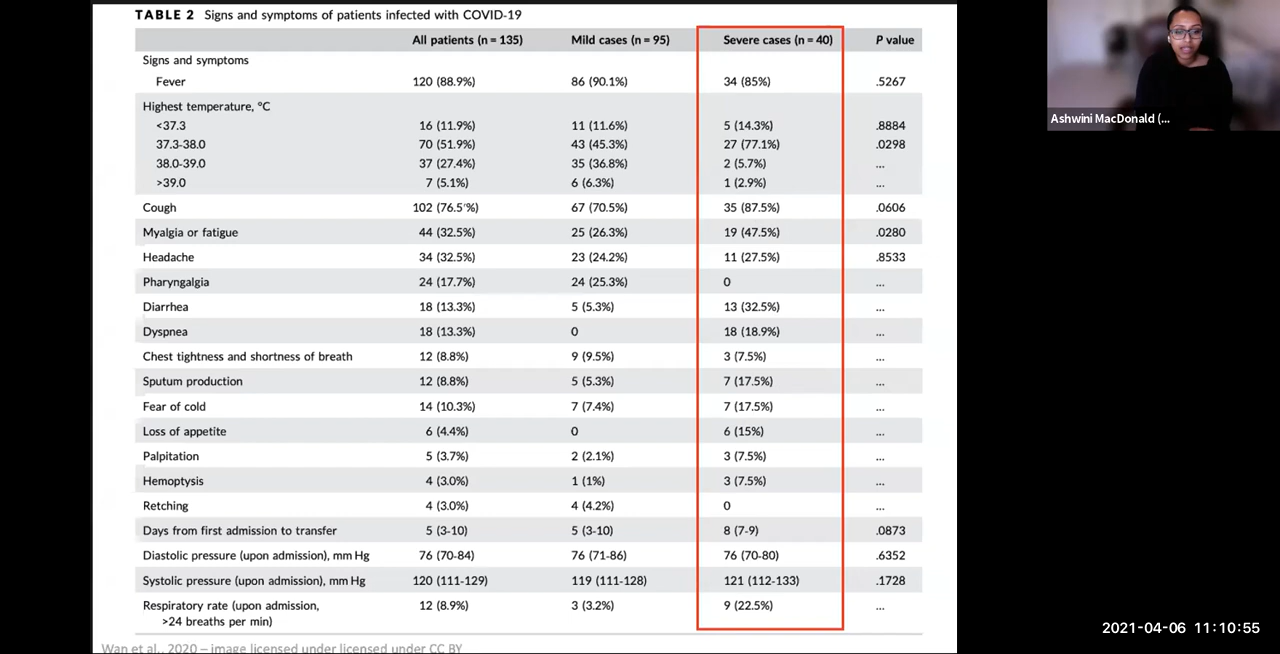 TABLE 2 Signs and symptoms of patients infected with COVID-19
All patients (n = 135) Mild cases (n = 95) Severe cases (n = 40) P value
Signs and symptoms
Fever 120 (88.9%) 86 (90.1%) 34 (85%) .5267
Highest temperature, °C
<37.3 16 (11.9%) 11 (11.6%) 5 (14.3%) .8884
37.3-38.0 70 (51.9%) 43 (45.3%) 27 (77.1%) .0298
38.0-39.0 37 (27.4%) 35 (36.8%) 2 (5.7%) ...
>39.0 7 (5.1%) 6 (6.3%) 1 (2.9%) ...
Cough 102 (76.5`%) 67 (70.5%) 35 (87.5%) .0606
Myalgia or fatigue 44 (32.5%) 25 (26.3%) 19 (47.5%) .0280
Headache 34 (32.5%) 23 (24.2%) 11 (27.5%) .8533
Pharyngalgia 24 (17.7%) 24 (25.3%) 0 ...
Diarrhea 18 (13.3%) 5 (5.3%) 13 (32.5%) ...
Dyspnea 18 (13.3%) 0 18 (18.9%) ...
Chest tightness and shortness of breath 12 (8.8%) 9 (9.5%) 3 (7.5%) ...
Sputum production 12 (8.8%) 5 (5.3%) 7 (17.5%) ...
Fear of cold 14 (10.3%) 7 (7.4%) 7 (17.5%) ...
Loss of appetite 6 (4.4%) 0 6 (15%) ...
Palpitation 5 (3.7%) 2 (2.1%) 3 (7.5%) ...
Hemoptysis 4 (3.0%) 1 (1%) 3 (7.5%) ...
Retching 4 (3.0%) 4 (4.2%) 0 ...
Days from first admission to transfer 5 (3-10) 5 (3-10) 8 (7-9) .0873
Diastolic pressure (upon admission), mm Hg 76 (70-84) 76 (71-86) 76 (70-80) .6352
Systolic pressure (upon admission), mm Hg 120 (111-129) 119 (111-128) 121 (112-133) .1728
Respiratory rate (upon admission, 12 (8.9%) 3 (3.2%) 9 (22.5%) ...
>24 breaths per min)
Wan et al., 2020 – image licensed under licensed under CC BY
Ashwini MacDonald (...
2021-04-06 11:10:55